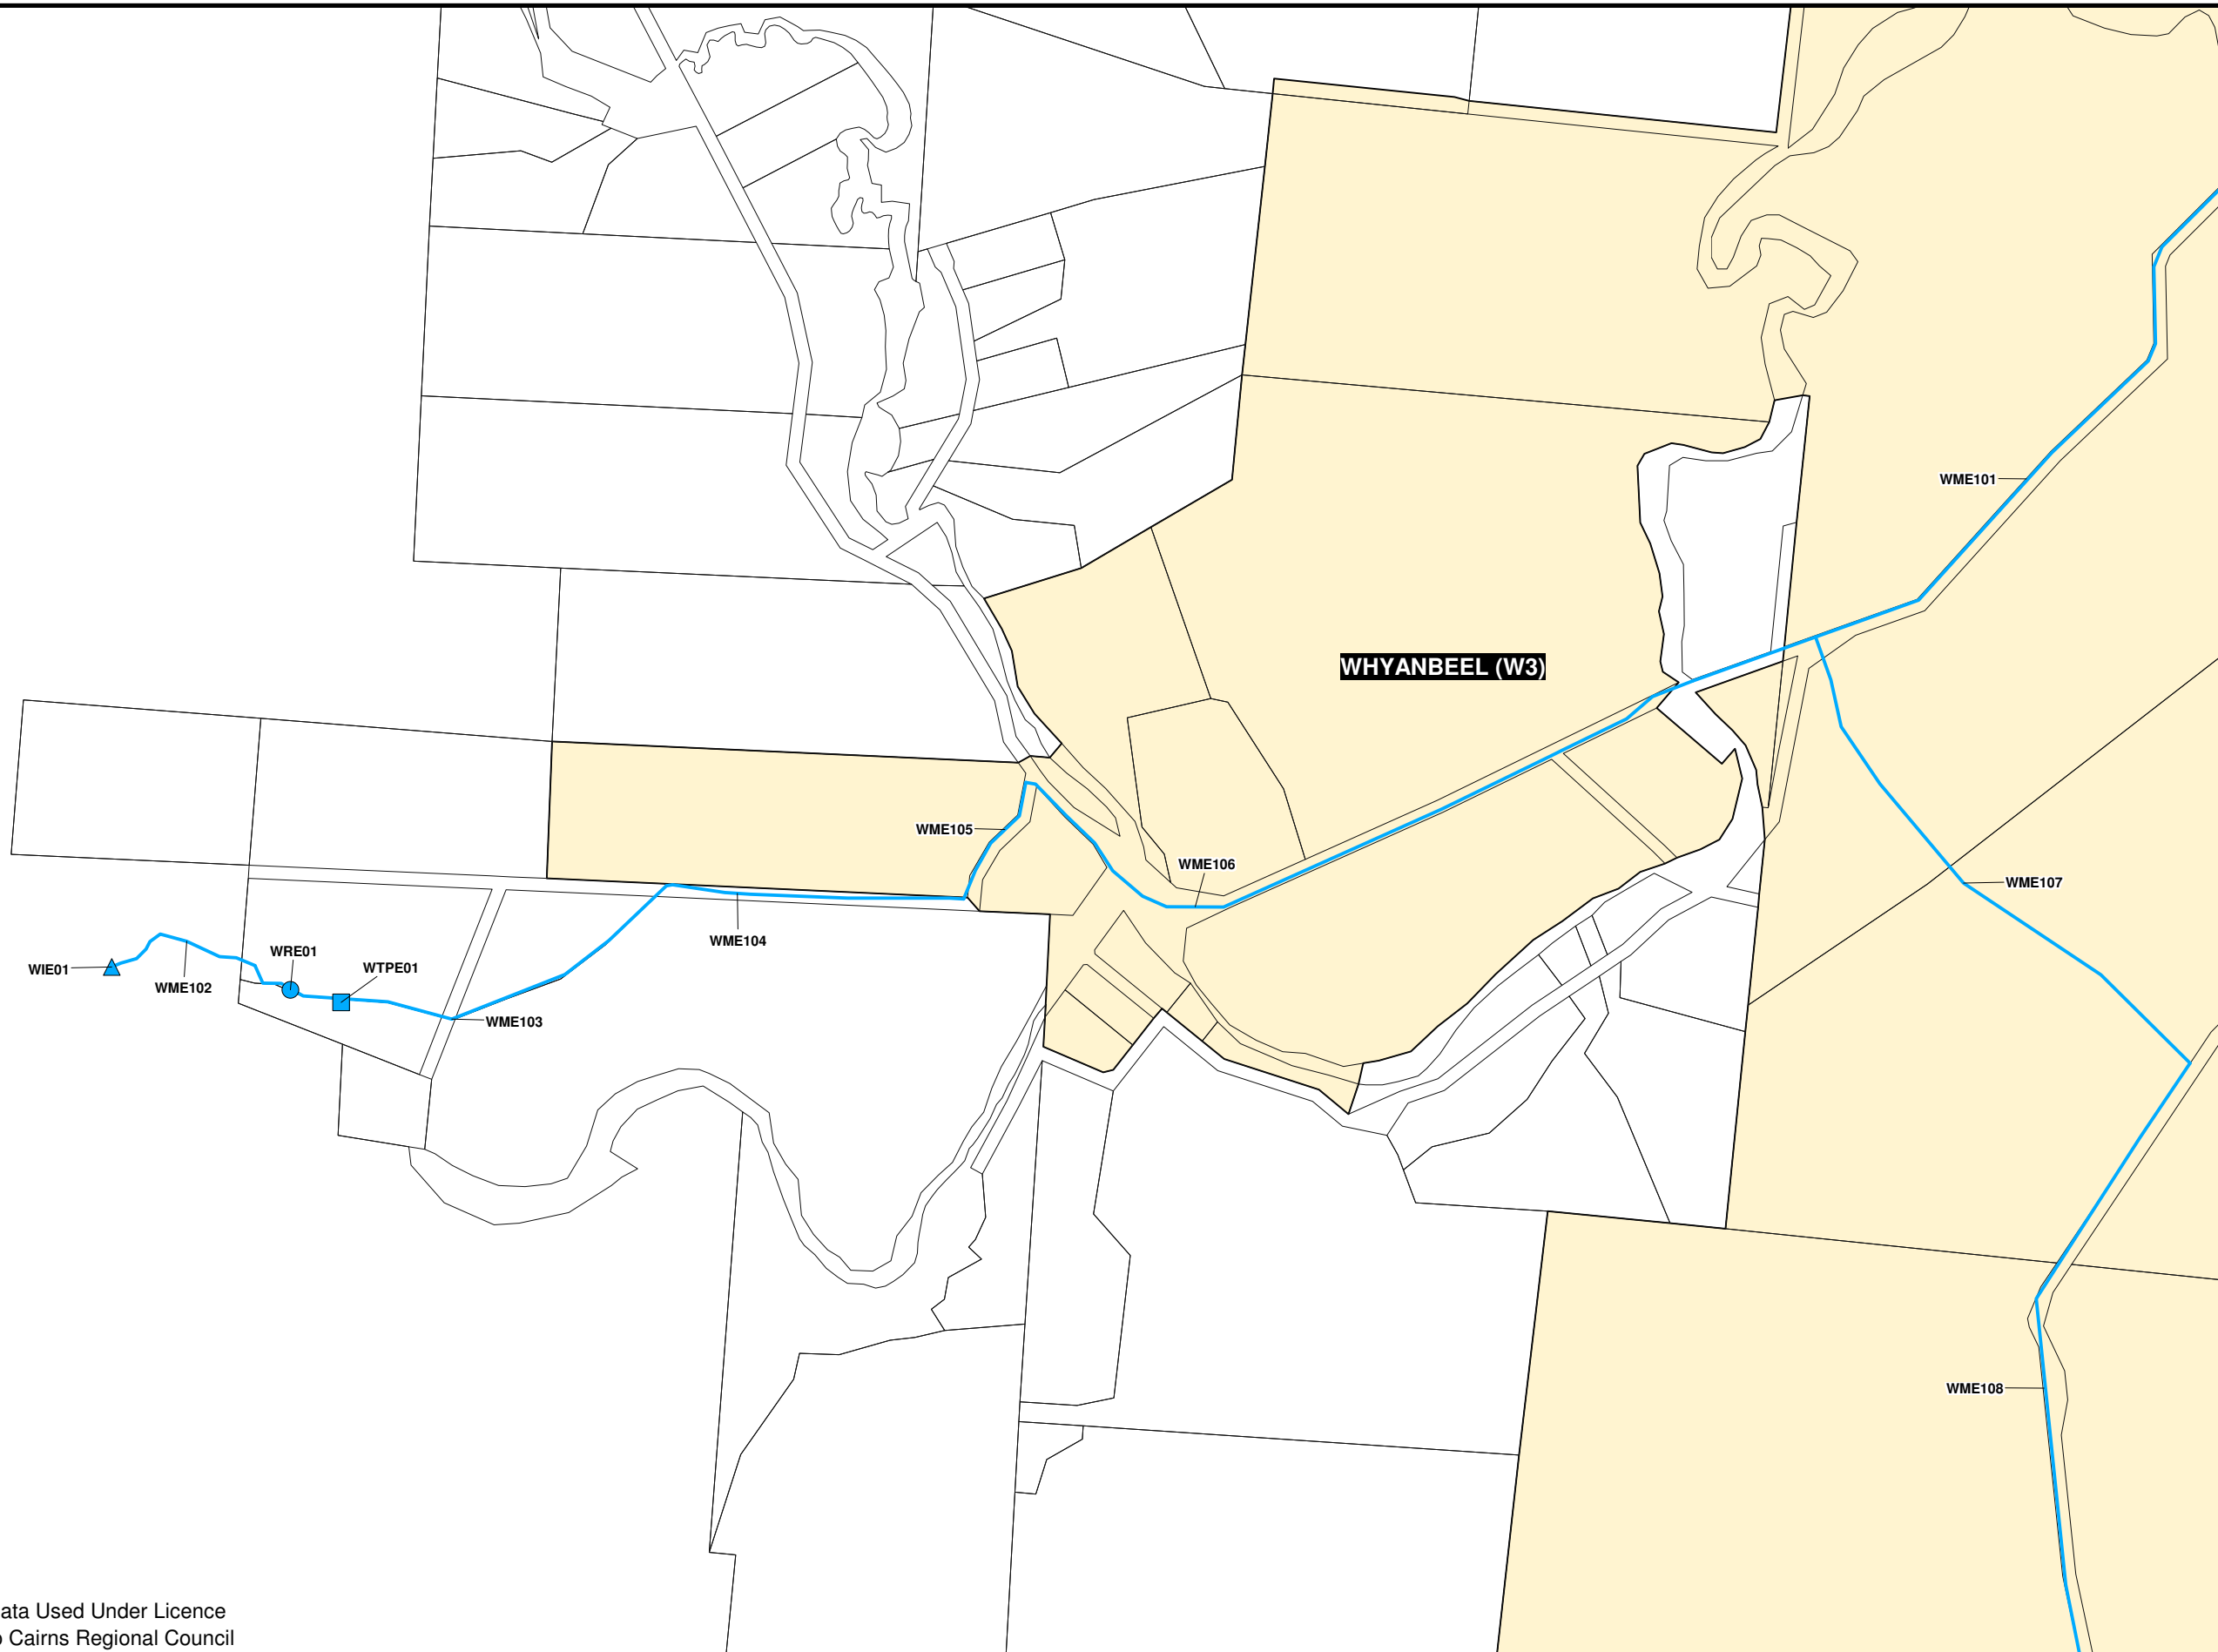 WME101
WHYANBEEL (W3)
WME105
WME106
WME107
WME104
WRE01
WIE01
WTPE01
WME102
WME103
WME108
ata Used Under Licence
Cairns Regional Council